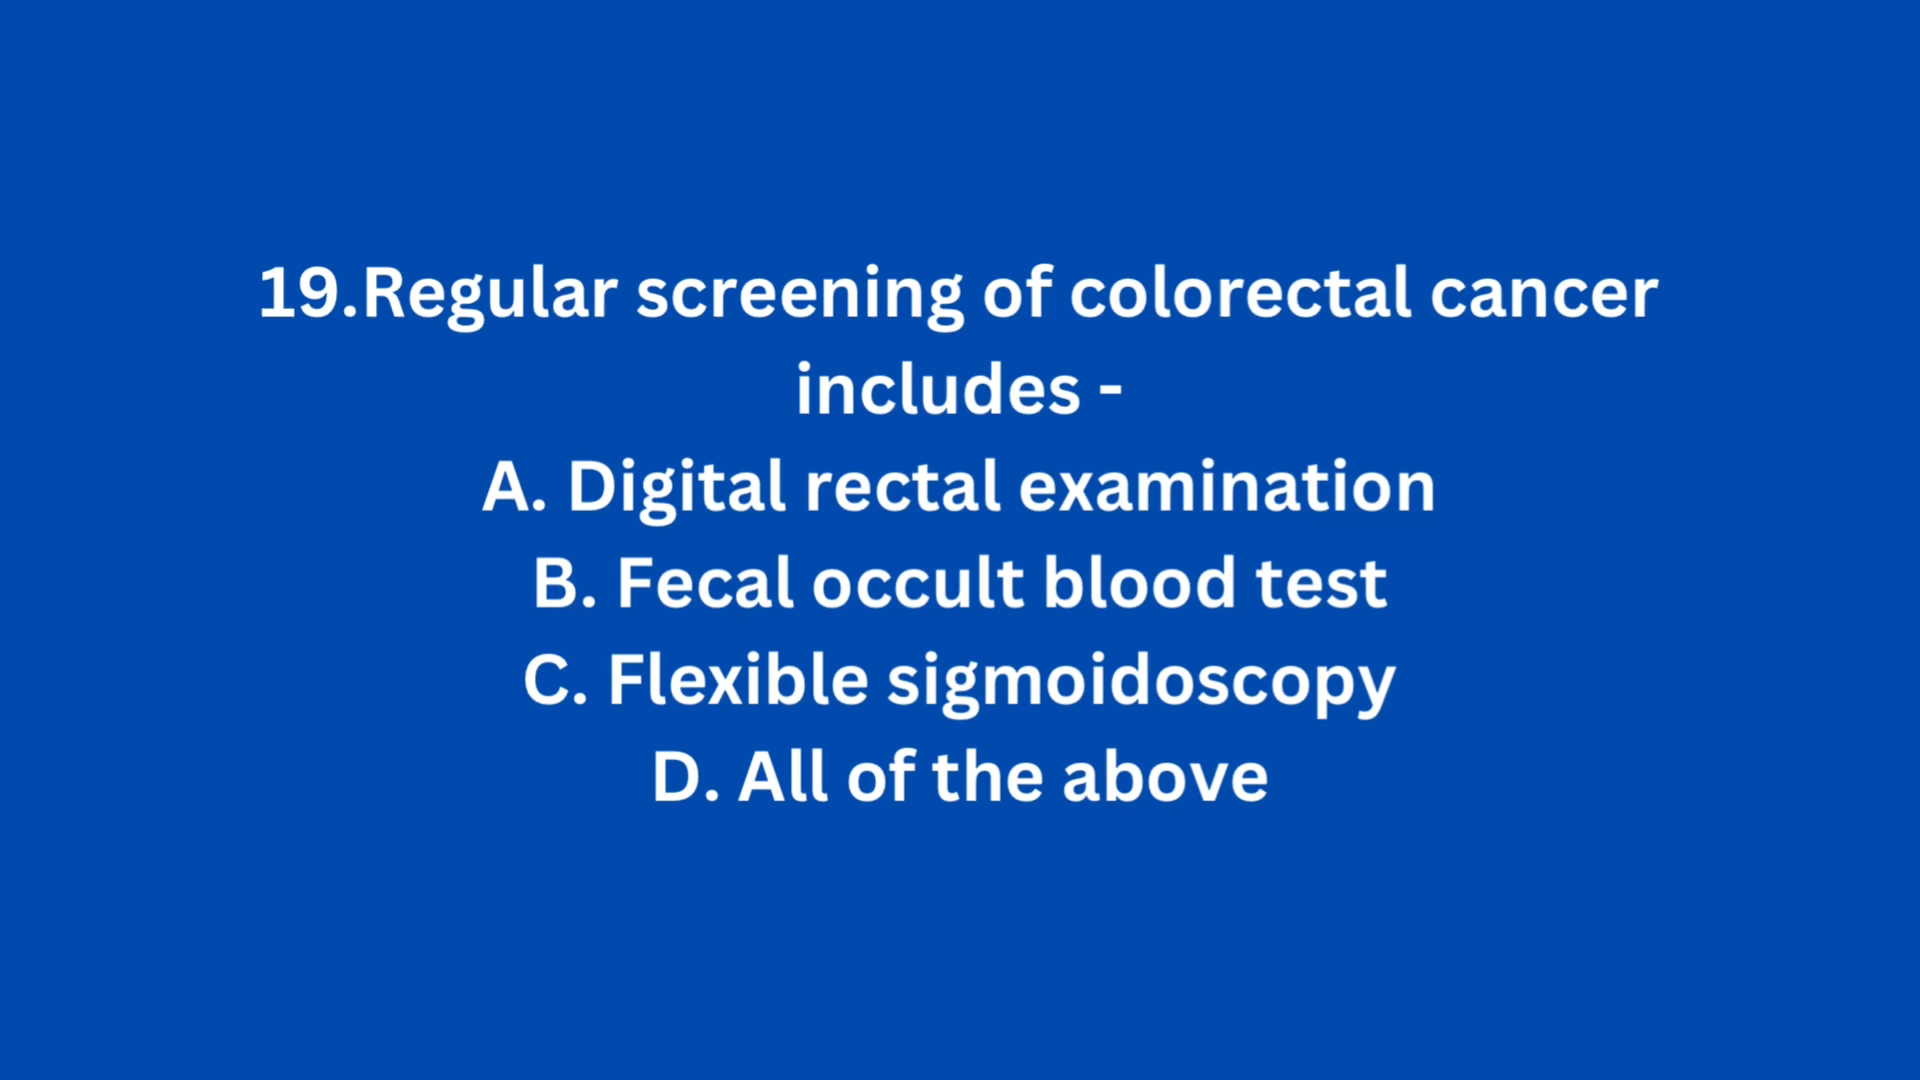 19.Regular screening of colorectal cancer
includes -
A. Digital rectal examination
B. Fecal occult blood test
C. Flexible sigmoidoscopy
D. All of the above